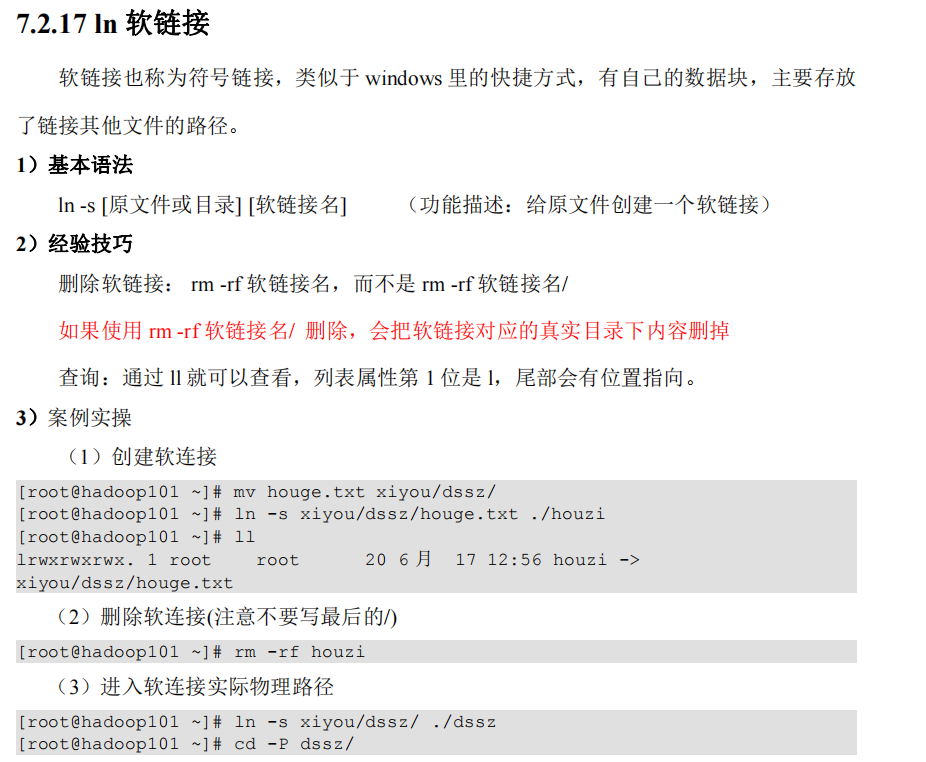 7.2.17 ln 软链接
软链接也称为符号链接，类似于 windows 里的快捷方式，有自己的数据块，主要存放
了链接其他文件的路径。
1）基本语法
ln -s [原文件或目录] [软链接名] （功能描述：给原文件创建一个软链接）
2）经验技巧
删除软链接： rm -rf 软链接名，而不是 rm -rf 软链接名/
如果使用 rm -rf 软链接名/ 删除，会把软链接对应的真实目录下内容删掉
查询：通过 ll 就可以查看，列表属性第 1 位是 l，尾部会有位置指向。
3）案例实操
（1）创建软连接
[root@hadoop101 ~]# mv houge.txt xiyou/dssz/
[root@hadoop101 ~]# ln -s xiyou/dssz/houge.txt ./houzi
[root@hadoop101 ~]# ll
lrwxrwxrwx. 1 root root 20 6 月 17 12:56 houzi ->
xiyou/dssz/houge.txt
（2）删除软连接(注意不要写最后的/)
[root@hadoop101 ~]# rm -rf houzi
（3）进入软连接实际物理路径
[root@hadoop101 ~]# ln -s xiyou/dssz/ ./dssz
[root@hadoop101 ~]# cd -P dssz/